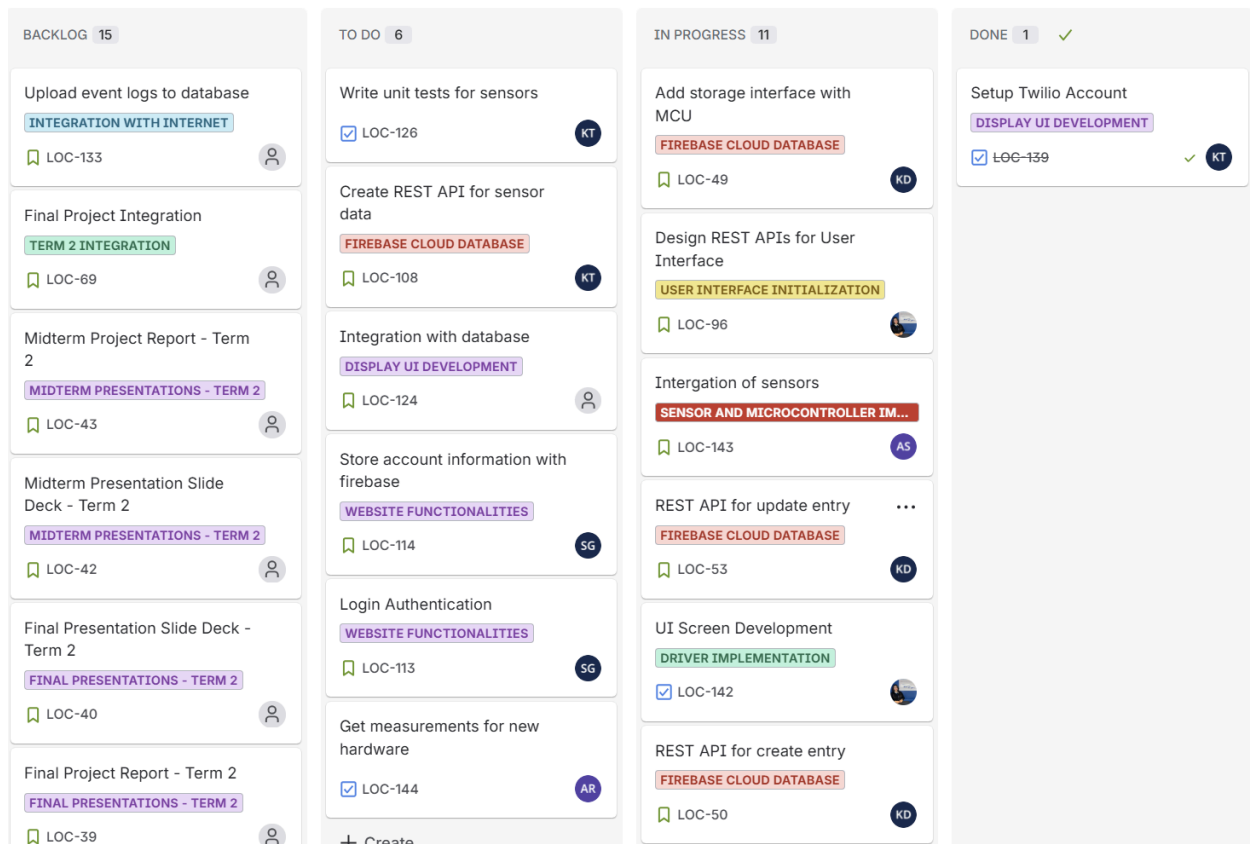 BACKLOG 15
Upload event logs to database
INTEGRATION WITH INTERNET
LOC-133
Final Project Integration
TERM 2 INTEGRATION
LOC-69
Midterm Project Report - Term
2
MIDTERM PRESENTATIONS - TERM 2
LOC-43
Midterm Presentation Slide
Deck - Term 2
MIDTERM PRESENTATIONS - TERM 2
LOC-42
Final Presentation Slide Deck -
Term 2
FINAL PRESENTATIONS - TERM 2
LOC-40
Final Project Report - Term 2
FINAL PRESENTATIONS - TERM 2
LOC-39
TO DO 6
Write unit tests for sensors
LOC-126 KT
Create REST API for sensor
data
FIREBASE CLOUD DATABASE
LOC-108 KT
Integration with database
DISPLAY UI DEVELOPMENT
LOC-124
Store account information with
firebase
WEBSITE FUNCTIONALITIES
LOC-114 SG
Login Authentication
WEBSITE FUNCTIONALITIES
LOC-113 SG
Get measurements for new
hardware
LOC-144 AR
+ Create
IN PROGRESS 11
Add storage interface with
MCU
FIREBASE CLOUD DATABASE
LOC-49 KD
Design REST APIs for User
Interface
USER INTERFACE INITIALIZATION
LOC-96
Intergation of sensors
SENSOR AND MICROCONTROLLER IM...
LOC-143 AS
REST API for update entry
FIREBASE CLOUD DATABASE
LOC-53 KD
UI Screen Development
DRIVER IMPLEMENTATION
LOC-142
REST API for create entry
FIREBASE CLOUD DATABASE
LOC-50 KD
DONE 1
Setup Twilio Account
DISPLAY UI DEVELOPMENT
LOC-139 KT